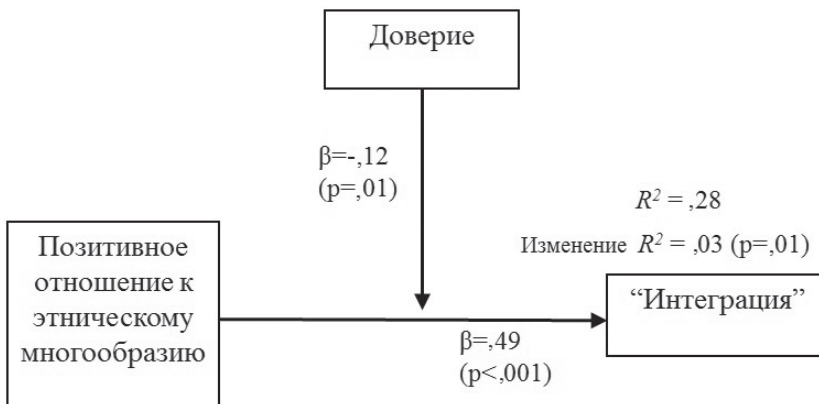 Доверие
β=-,12
(p=,01)
R² = ,28
Изменение R² = ,03 (p=,01)
Позитивное
отношение к
этническому
многообразию
“Интеграция”
β=,49
(p<,001)